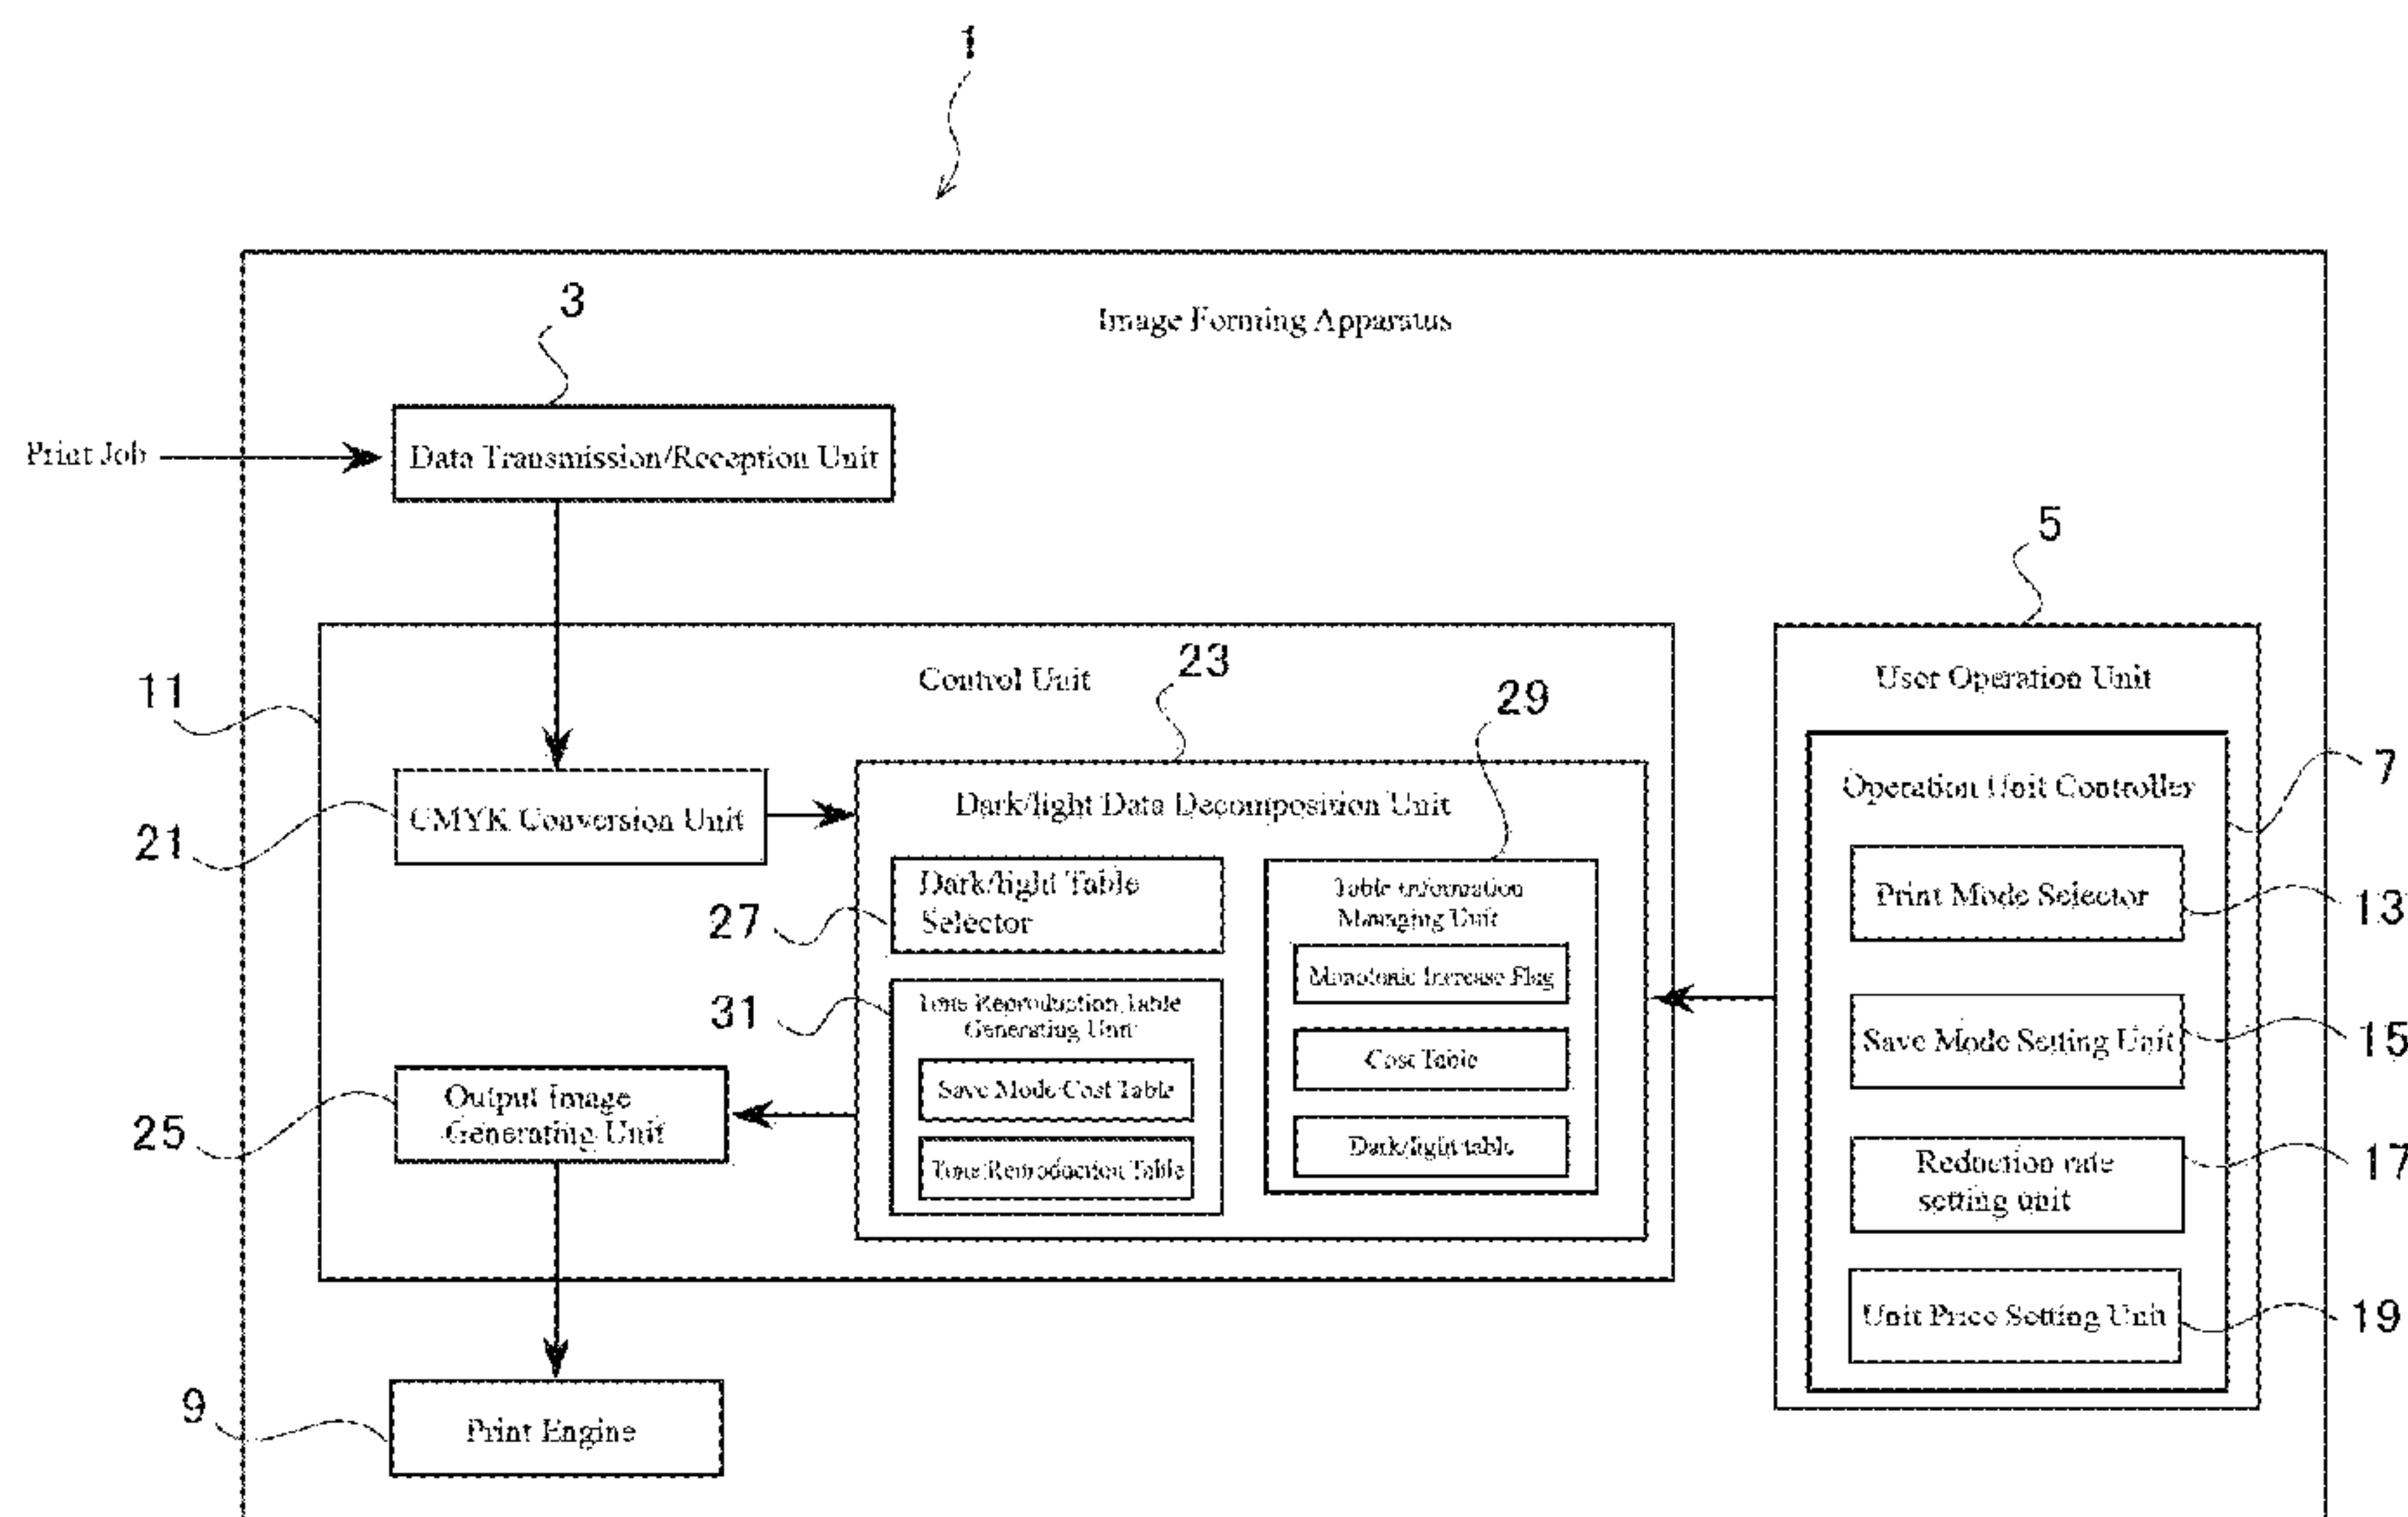 1
Image Forming Apparatus
3
Print Job
Data Transmission/Reception Unit
5
11
Control Unit
23
29
User Operation Unit
7
21
CMYK Conversion Unit
Dark/light Data Decomposition Unit
Operation Unit Controller
27
Dark/light Table
Selector
Table Information
Managing Unit
Monotonic Increase Flag
Cost Table
Dark/light table
Print Mode Selector
13
31
Tone Reproduction Table
Generating Unit
Save Mode Cost Table
Tone Reproduction Table
Save Mode Setting Unit
15
25
Output Image
Generating Unit
Reduction rate
setting unit
17
Unit Price Setting Unit
19
9
Print Engine